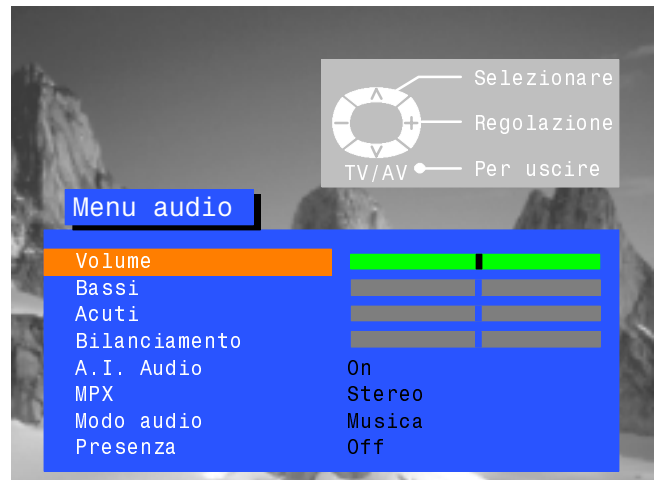 Selezionare
Regolazione
TV/AV Per uscire
Menu audio
Volume
Bassi
Acuti
Bilanciamento
A.I. Audio On
MPX Stereo
Modo audio Musica
Presenza Off